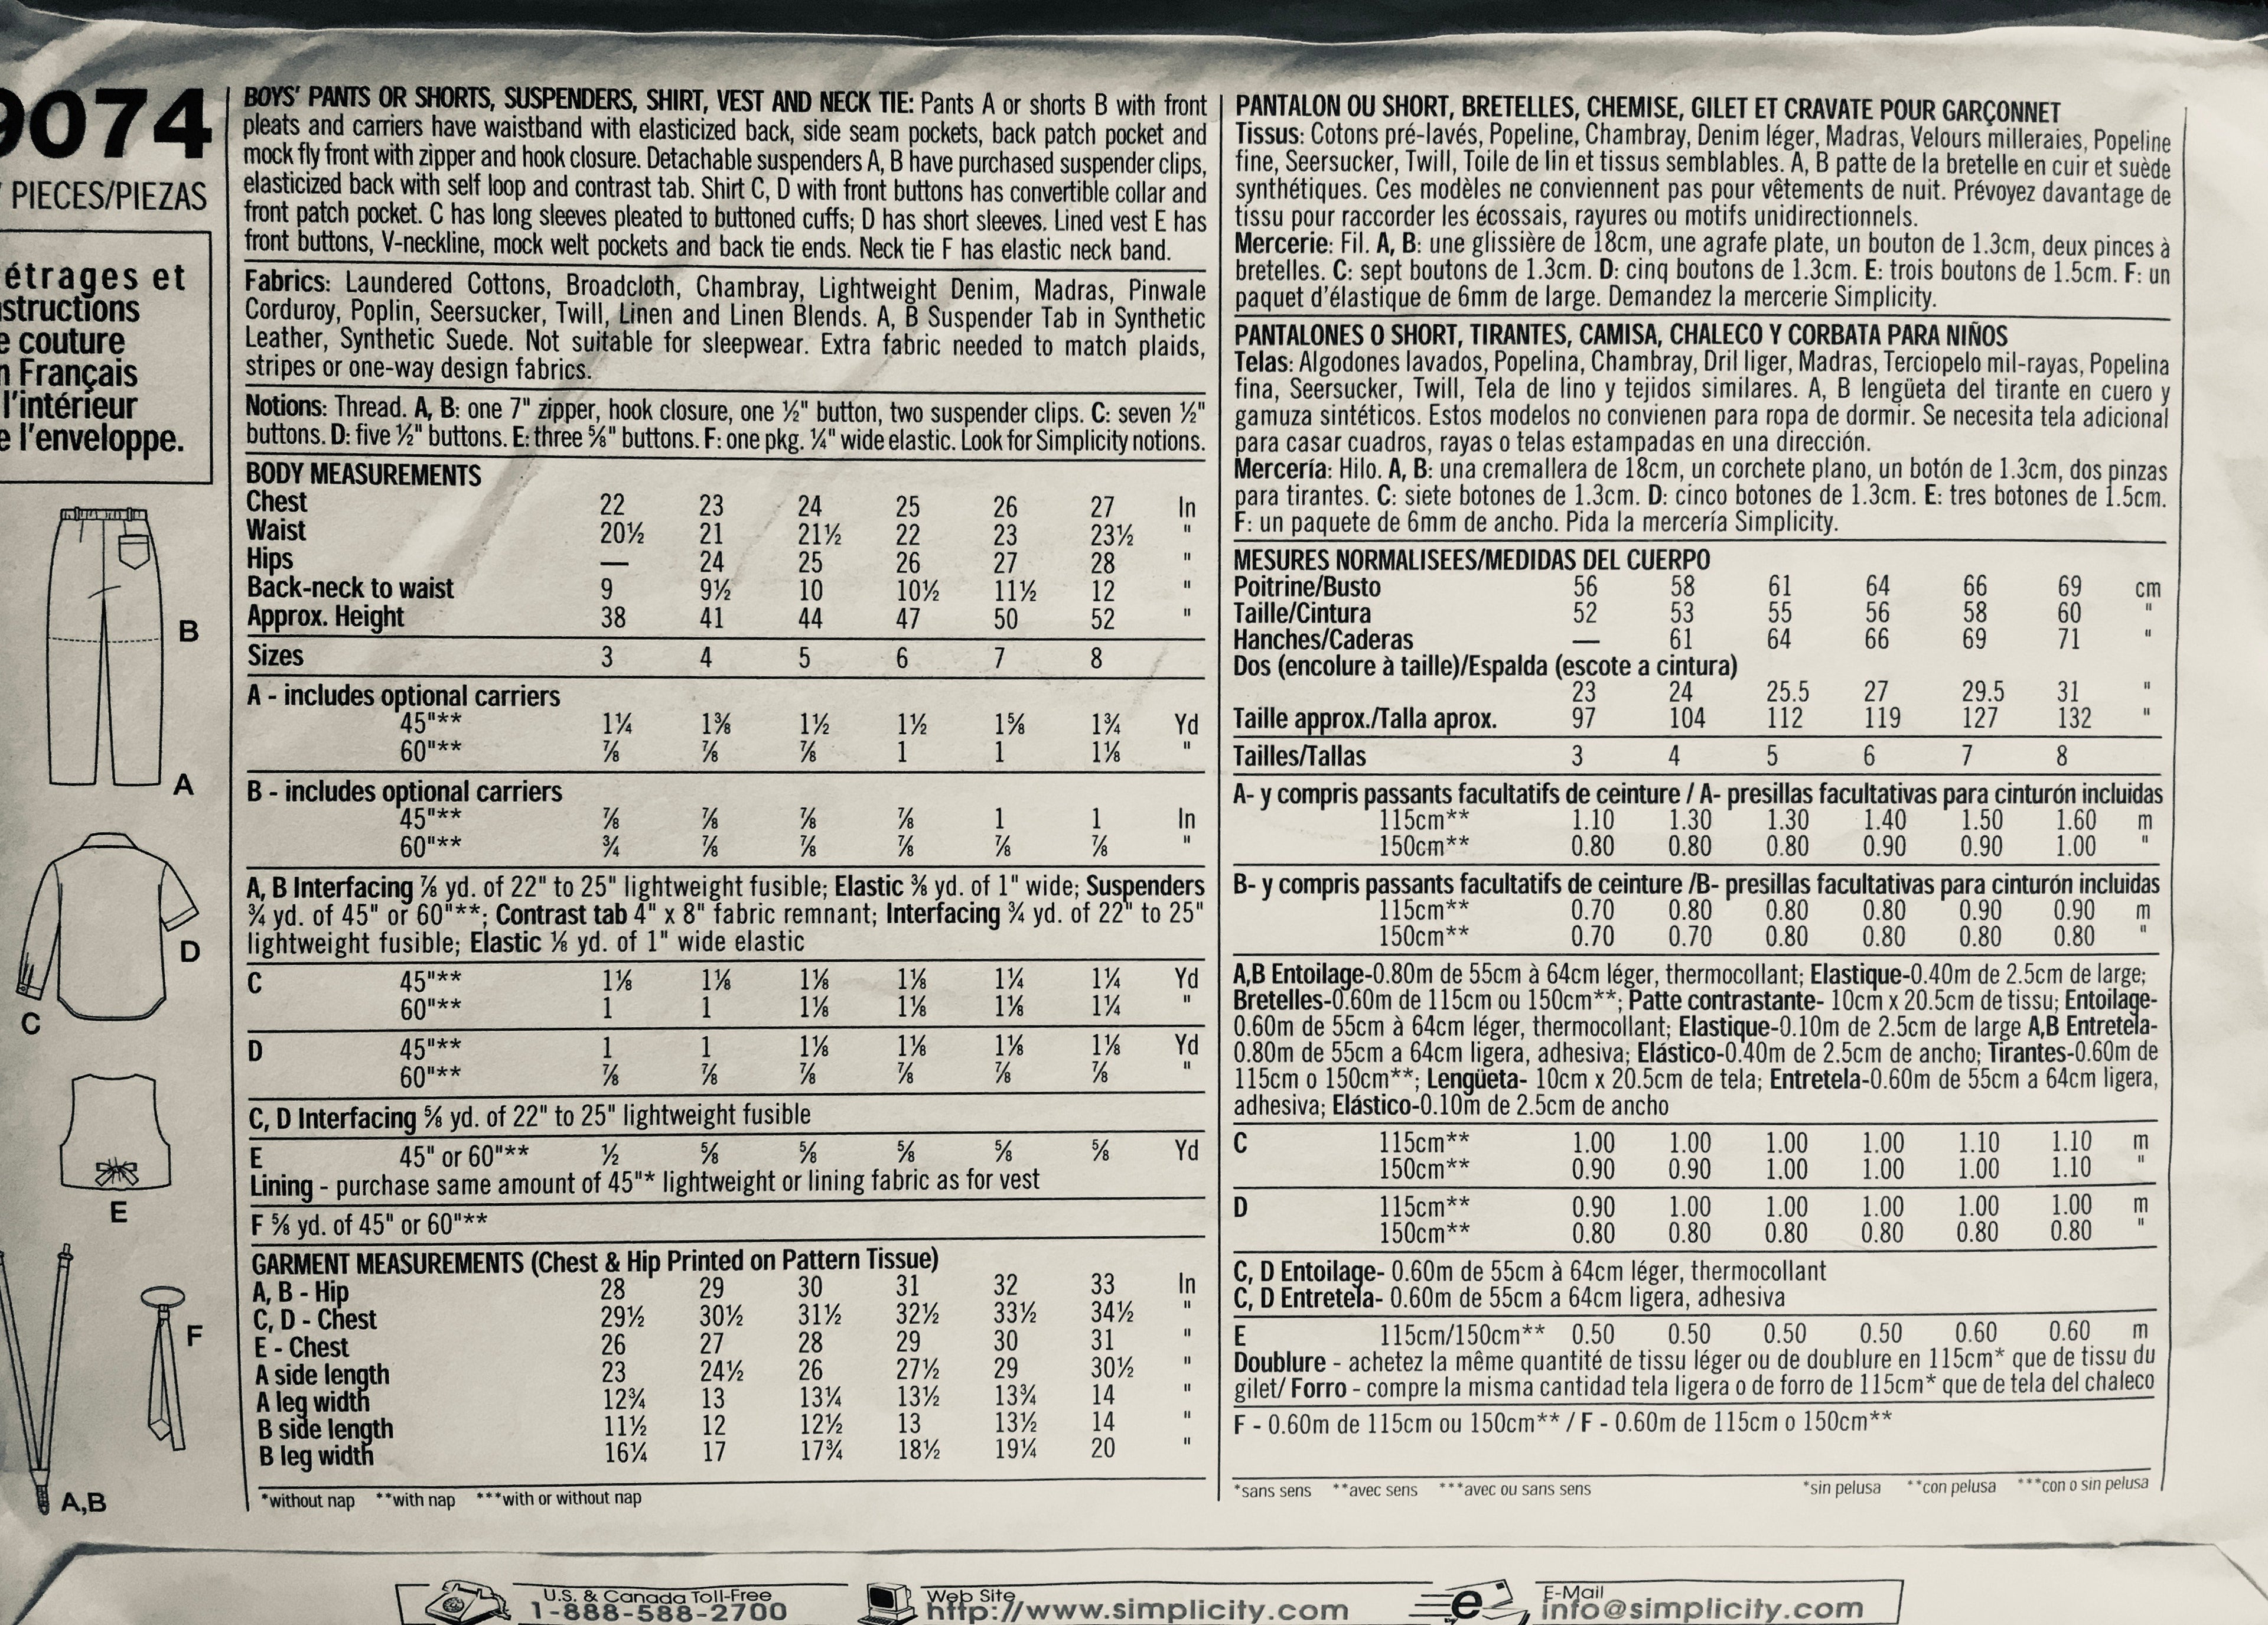 9074
PIECES/PIEZAS
étrages et
structions
e couture
n Français
l'intérieur
e l'enveloppe.
B
A
D
C
E
F
A,B
BOYS' PANTS OR SHORTS, SUSPENDERS, SHIRT, VEST AND NECK TIE: Pants A or shorts B with front
pleats and carriers have waistband with elasticized back, side seam pockets, back patch pocket and
mock fly front with zipper and hook closure. Detachable suspenders A, B have purchased suspender clips,
elasticized back with self loop and contrast tab. Shirt C, D with front buttons has convertible collar and
front patch pocket. C has long sleeves pleated to buttoned cuffs; D has short sleeves. Lined vest E has
front buttons, V-neckline, mock welt pockets and back tie ends. Neck tie F has elastic neck band.
Fabrics: Laundered Cottons, Broadcloth, Chambray, Lightweight Denim, Madras, Pinwale
Corduroy, Poplin, Seersucker, Twill, Linen and Linen Blends. A, B Suspender Tab in Synthetic
Leather, Synthetic Suede. Not suitable for sleepwear. Extra fabric needed to match plaids,
stripes or one-way design fabrics.
Notions: Thread. A, B: one 7" zipper, hook closure, one ½" button, two suspender clips. C: seven ½"
buttons. D: five ½" buttons. E: three ⅝" buttons. F: one pkg. ¼" wide elastic. Look for Simplicity notions.
BODY MEASUREMENTS
Chest 22 23 24 25 26 27 In
Waist 20½ 21 21½ 22 23 23½ "
Hips — 24 25 26 27 28 "
Back-neck to waist 9 9½ 10 10½ 11½ 12 "
Approx. Height 38 41 44 47 50 52 "
Sizes 3 4 5 6 7 8
A - includes optional carriers
45"** 1¼ 1⅜ 1½ 1½ 1⅝ 1¾ Yd
60"** ⅞ ⅞ ⅞ 1 1 1⅛ "
B - includes optional carriers
45"** ⅞ ⅞ ⅞ ⅞ 1 1 In
60"** ¾ ⅞ ⅞ ⅞ ⅞ ⅞ "
A, B Interfacing ⅞ yd. of 22" to 25" lightweight fusible; Elastic ⅜ yd. of 1" wide; Suspenders
¾ yd. of 45" or 60"**; Contrast tab 4" x 8" fabric remnant; Interfacing ¾ yd. of 22" to 25"
lightweight fusible; Elastic ⅛ yd. of 1" wide elastic
C 45"** 1⅛ 1⅛ 1⅛ 1⅛ 1¼ 1¼ Yd
60"** 1 1 1⅛ 1⅛ 1⅛ 1¼ "
D 45"** 1 1 1⅛ 1⅛ 1⅛ 1⅛ Yd
60"** ⅞ ⅞ ⅞ ⅞ ⅞ ⅞ "
C, D Interfacing ⅝ yd. of 22" to 25" lightweight fusible
E 45" or 60"** ½ ⅝ ⅝ ⅝ ⅝ ⅝ Yd
Lining - purchase same amount of 45"* lightweight or lining fabric as for vest
F ⅝ yd. of 45" or 60"**
GARMENT MEASUREMENTS (Chest & Hip Printed on Pattern Tissue)
A, B - Hip 28 29 30 31 32 33 In
C, D - Chest 29½ 30½ 31½ 32½ 33½ 34½ "
E - Chest 26 27 28 29 30 31 "
A side length 23 24½ 26 27½ 29 30½ "
A leg width 12¾ 13 13¼ 13½ 13¾ 14 "
B side length 11½ 12 12½ 13 13½ 14 "
B leg width 16¼ 17 17¾ 18½ 19¼ 20 "
*without nap **with nap ***with or without nap
PANTALON OU SHORT, BRETELLES, CHEMISE, GILET ET CRAVATE POUR GARÇONNET
Tissus: Cotons pré-lavés, Popeline, Chambray, Denim léger, Madras, Velours milleraies, Popeline
fine, Seersucker, Twill, Toile de lin et tissus semblables. A, B patte de la bretelle en cuir et suède
synthétiques. Ces modèles ne conviennent pas pour vêtements de nuit. Prévoyez davantage de
tissu pour raccorder les écossais, rayures ou motifs unidirectionnels.
Mercerie: Fil. A, B: une glissière de 18cm, une agrafe plate, un bouton de 1.3cm, deux pinces à
bretelles. C: sept boutons de 1.3cm. D: cinq boutons de 1.3cm. E: trois boutons de 1.5cm. F: un
paquet d'élastique de 6mm de large. Demandez la mercerie Simplicity.
PANTALONES O SHORT, TIRANTES, CAMISA, CHALECO Y CORBATA PARA NIÑOS
Telas: Algodones lavados, Popelina, Chambray, Dril liger, Madras, Terciopelo mil-rayas, Popelina
fina, Seersucker, Twill, Tela de lino y tejidos similares. A, B lengüeta del tirante en cuero y
gamuza sintéticos. Estos modelos no convienen para ropa de dormir. Se necesita tela adicional
para casar cuadros, rayas o telas estampadas en una dirección.
Mercería: Hilo. A, B: una cremallera de 18cm, un corchete plano, un botón de 1.3cm, dos pinzas
para tirantes. C: siete botones de 1.3cm. D: cinco botones de 1.3cm. E: tres botones de 1.5cm.
F: un paquete de 6mm de ancho. Pida la mercería Simplicity.
MESURES NORMALISEES/MEDIDAS DEL CUERPO
Poitrine/Busto 56 58 61 64 66 69 cm
Taille/Cintura 52 53 55 56 58 60 "
Hanches/Caderas — 61 64 66 69 71 "
Dos (encolure à taille)/Espalda (escote a cintura)
23 24 25.5 27 29.5 31 "
Taille approx./Talla aprox. 97 104 112 119 127 132 "
Tailles/Tallas 3 4 5 6 7 8
A- y compris passants facultatifs de ceinture / A- presillas facultativas para cinturón incluidas
115cm** 1.10 1.30 1.30 1.40 1.50 1.60 m
150cm** 0.80 0.80 0.80 0.90 0.90 1.00 "
B- y compris passants facultatifs de ceinture /B- presillas facultativas para cinturón incluidas
115cm** 0.70 0.80 0.80 0.80 0.90 0.90 m
150cm** 0.70 0.70 0.80 0.80 0.80 0.80 "
A,B Entoilage-0.80m de 55cm à 64cm léger, thermocollant; Elastique-0.40m de 2.5cm de large;
Bretelles-0.60m de 115cm ou 150cm**; Patte contrastante- 10cm x 20.5cm de tissu; Entoilage-
0.60m de 55cm à 64cm léger, thermocollant; Elastique-0.10m de 2.5cm de large A,B Entretela-
0.80m de 55cm a 64cm ligera, adhesiva; Elástico-0.40m de 2.5cm de ancho; Tirantes-0.60m de
115cm o 150cm**; Lengüeta- 10cm x 20.5cm de tela; Entretela-0.60m de 55cm a 64cm ligera,
adhesiva; Elástico-0.10m de 2.5cm de ancho
C 115cm** 1.00 1.00 1.00 1.00 1.10 1.10 m
150cm** 0.90 0.90 1.00 1.00 1.00 1.10 "
D 115cm** 0.90 1.00 1.00 1.00 1.00 1.00 m
150cm** 0.80 0.80 0.80 0.80 0.80 0.80 "
C, D Entoilage- 0.60m de 55cm à 64cm léger, thermocollant
C, D Entretela- 0.60m de 55cm a 64cm ligera, adhesiva
E 115cm/150cm** 0.50 0.50 0.50 0.50 0.60 0.60 m
Doublure - achetez la même quantité de tissu léger ou de doublure en 115cm* que de tissu du
gilet/ Forro - compre la misma cantidad tela ligera o de forro de 115cm* que de tela del chaleco
F - 0.60m de 115cm ou 150cm** / F - 0.60m de 115cm o 150cm**
*sans sens **avec sens ***avec ou sans sens *sin pelusa **con pelusa ***con o sin pelusa
U.S. & Canada Toll-Free
1-888-588-2700
Web Site
http://www.simplicity.com
e
E-Mail
info@simplicity.com